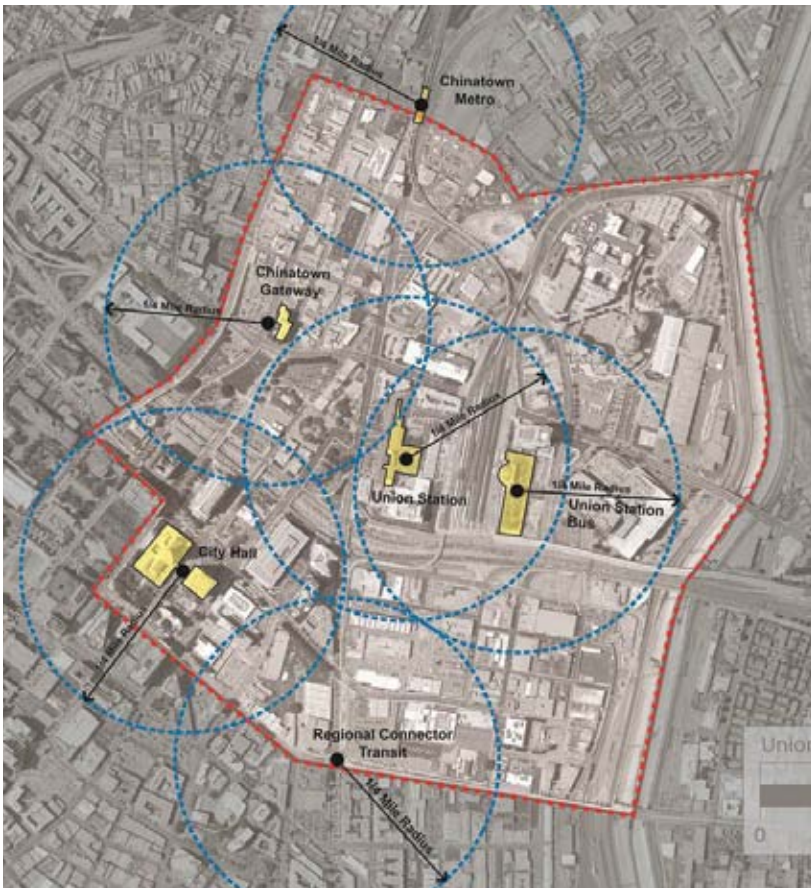 1/4 Mile Radius
Chinatown
Metro
Chinatown
Gateway
1/4 Mile Radius
1/4 Mile Radius
Union Station
1/4 Mile Radius
Union Station
Bus
City Hall
1/4 Mile Radius
Regional Connector
Transit
1/4 Mile Radius
Union
0